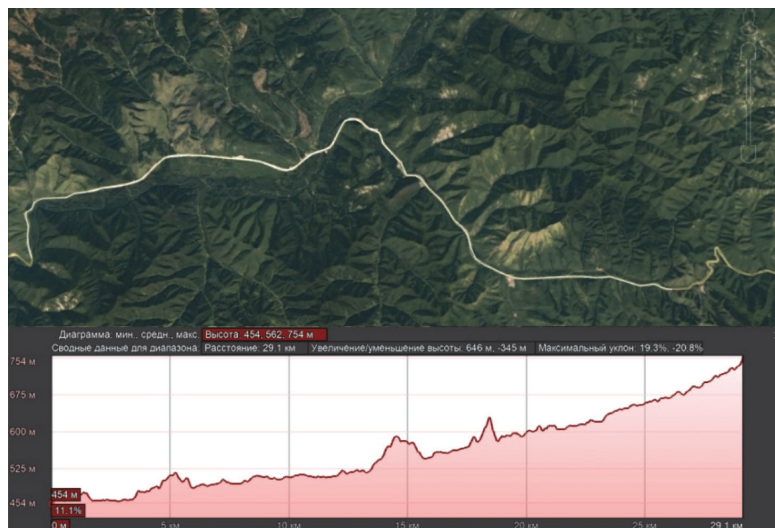 Диаграмма: мин., средн., макс. Высота: 454, 562, 754 м
Сводные данные для диапазона: Расстояние: 29.1 км Увеличение/уменьшение высоты: 646 м, -345 м Максимальный уклон: 19.3%, -20.8%
754 м
675 м
600 м
525 м
454 м
454 м
11.1%
0 м
5 км
10 км
15 км
20 км
25 км
29.1 км